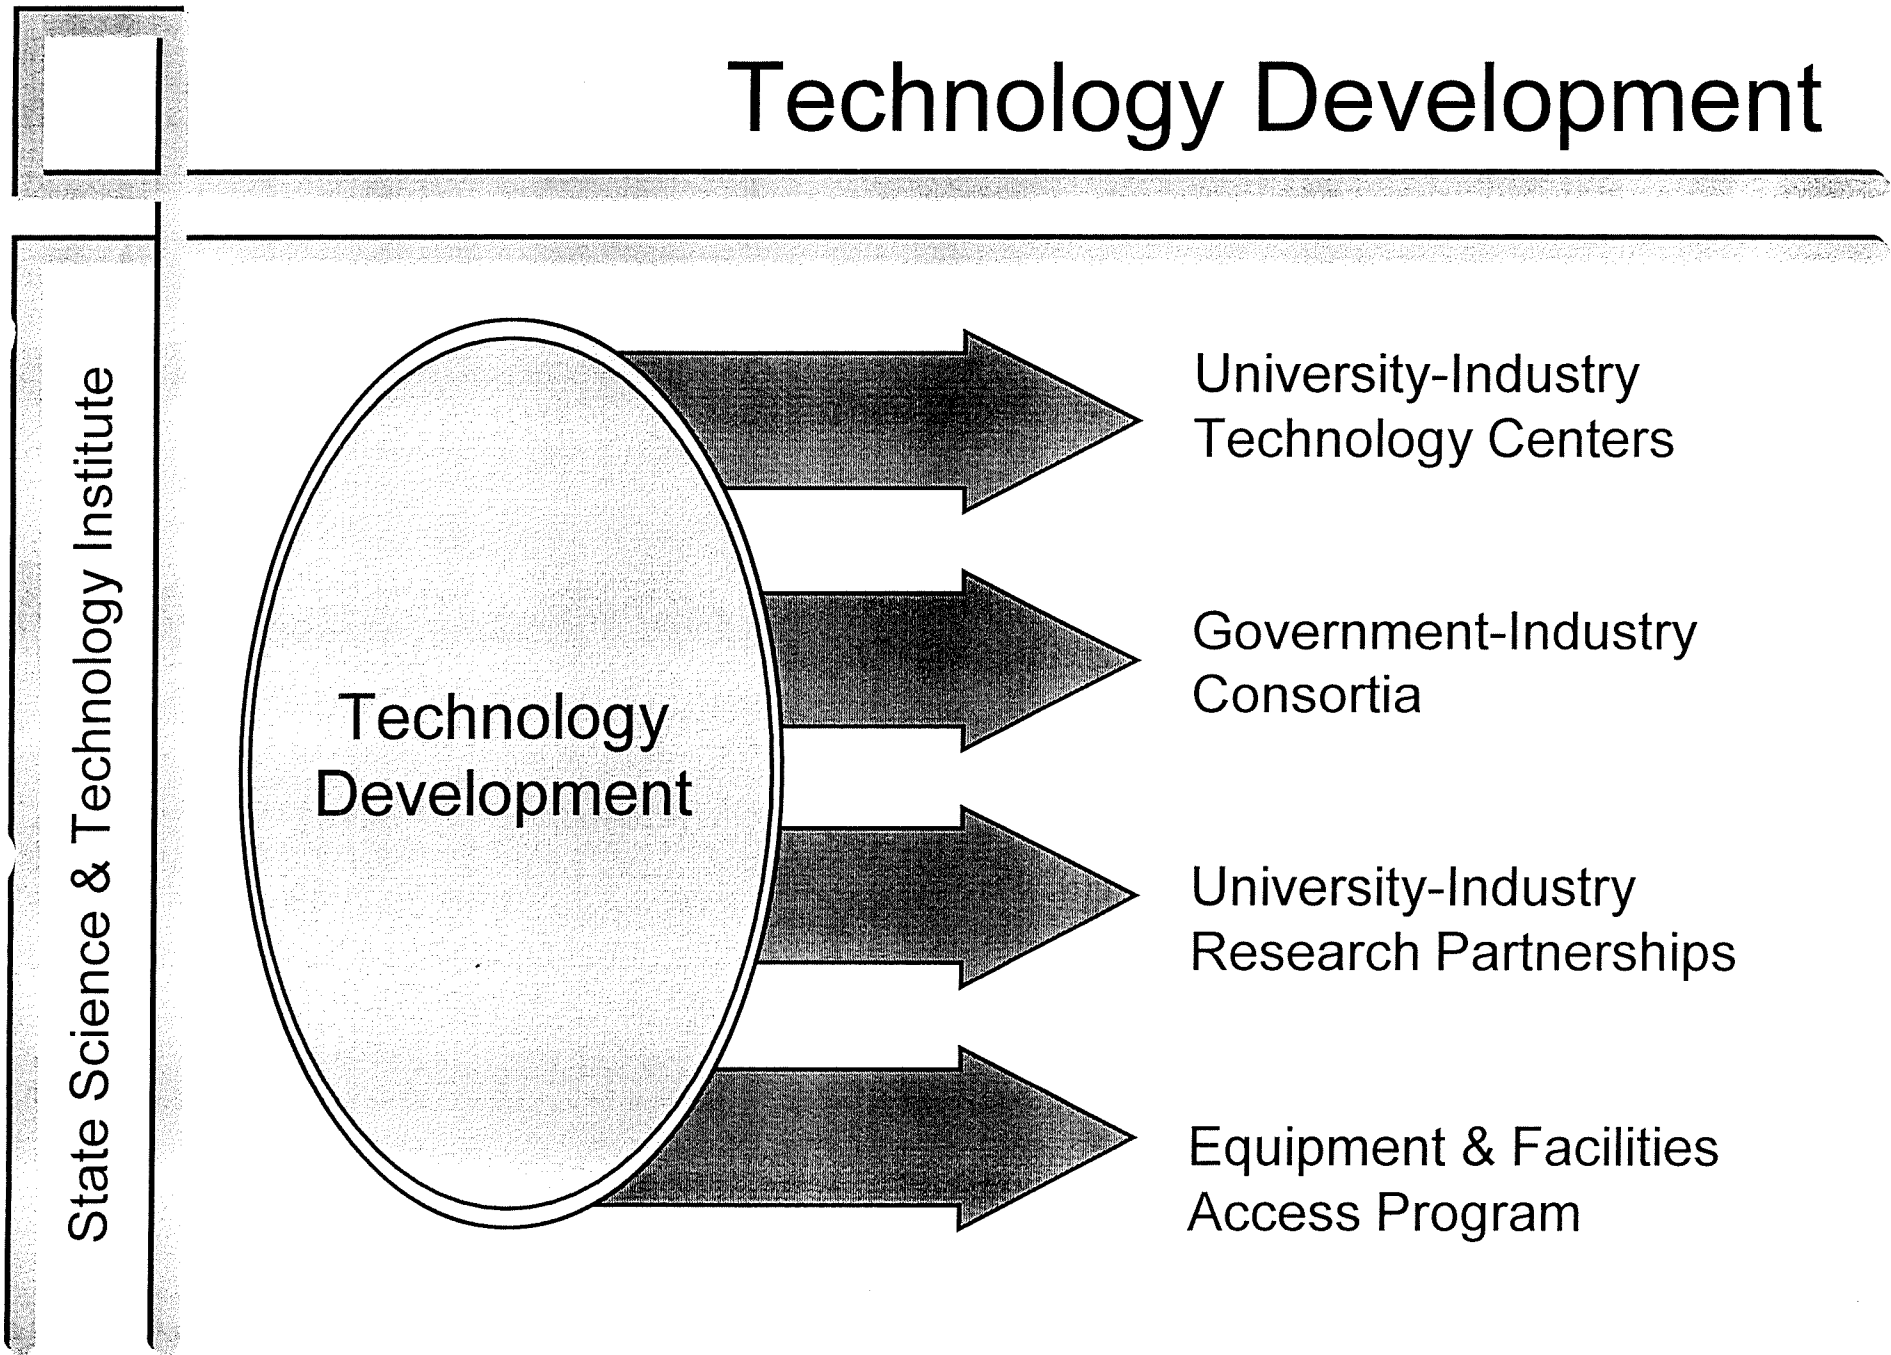 Technology Development
State Science & Technology Institute
Technology
Development
University-Industry
Technology Centers
Government-Industry
Consortia
University-Industry
Research Partnerships
Equipment & Facilities
Access Program